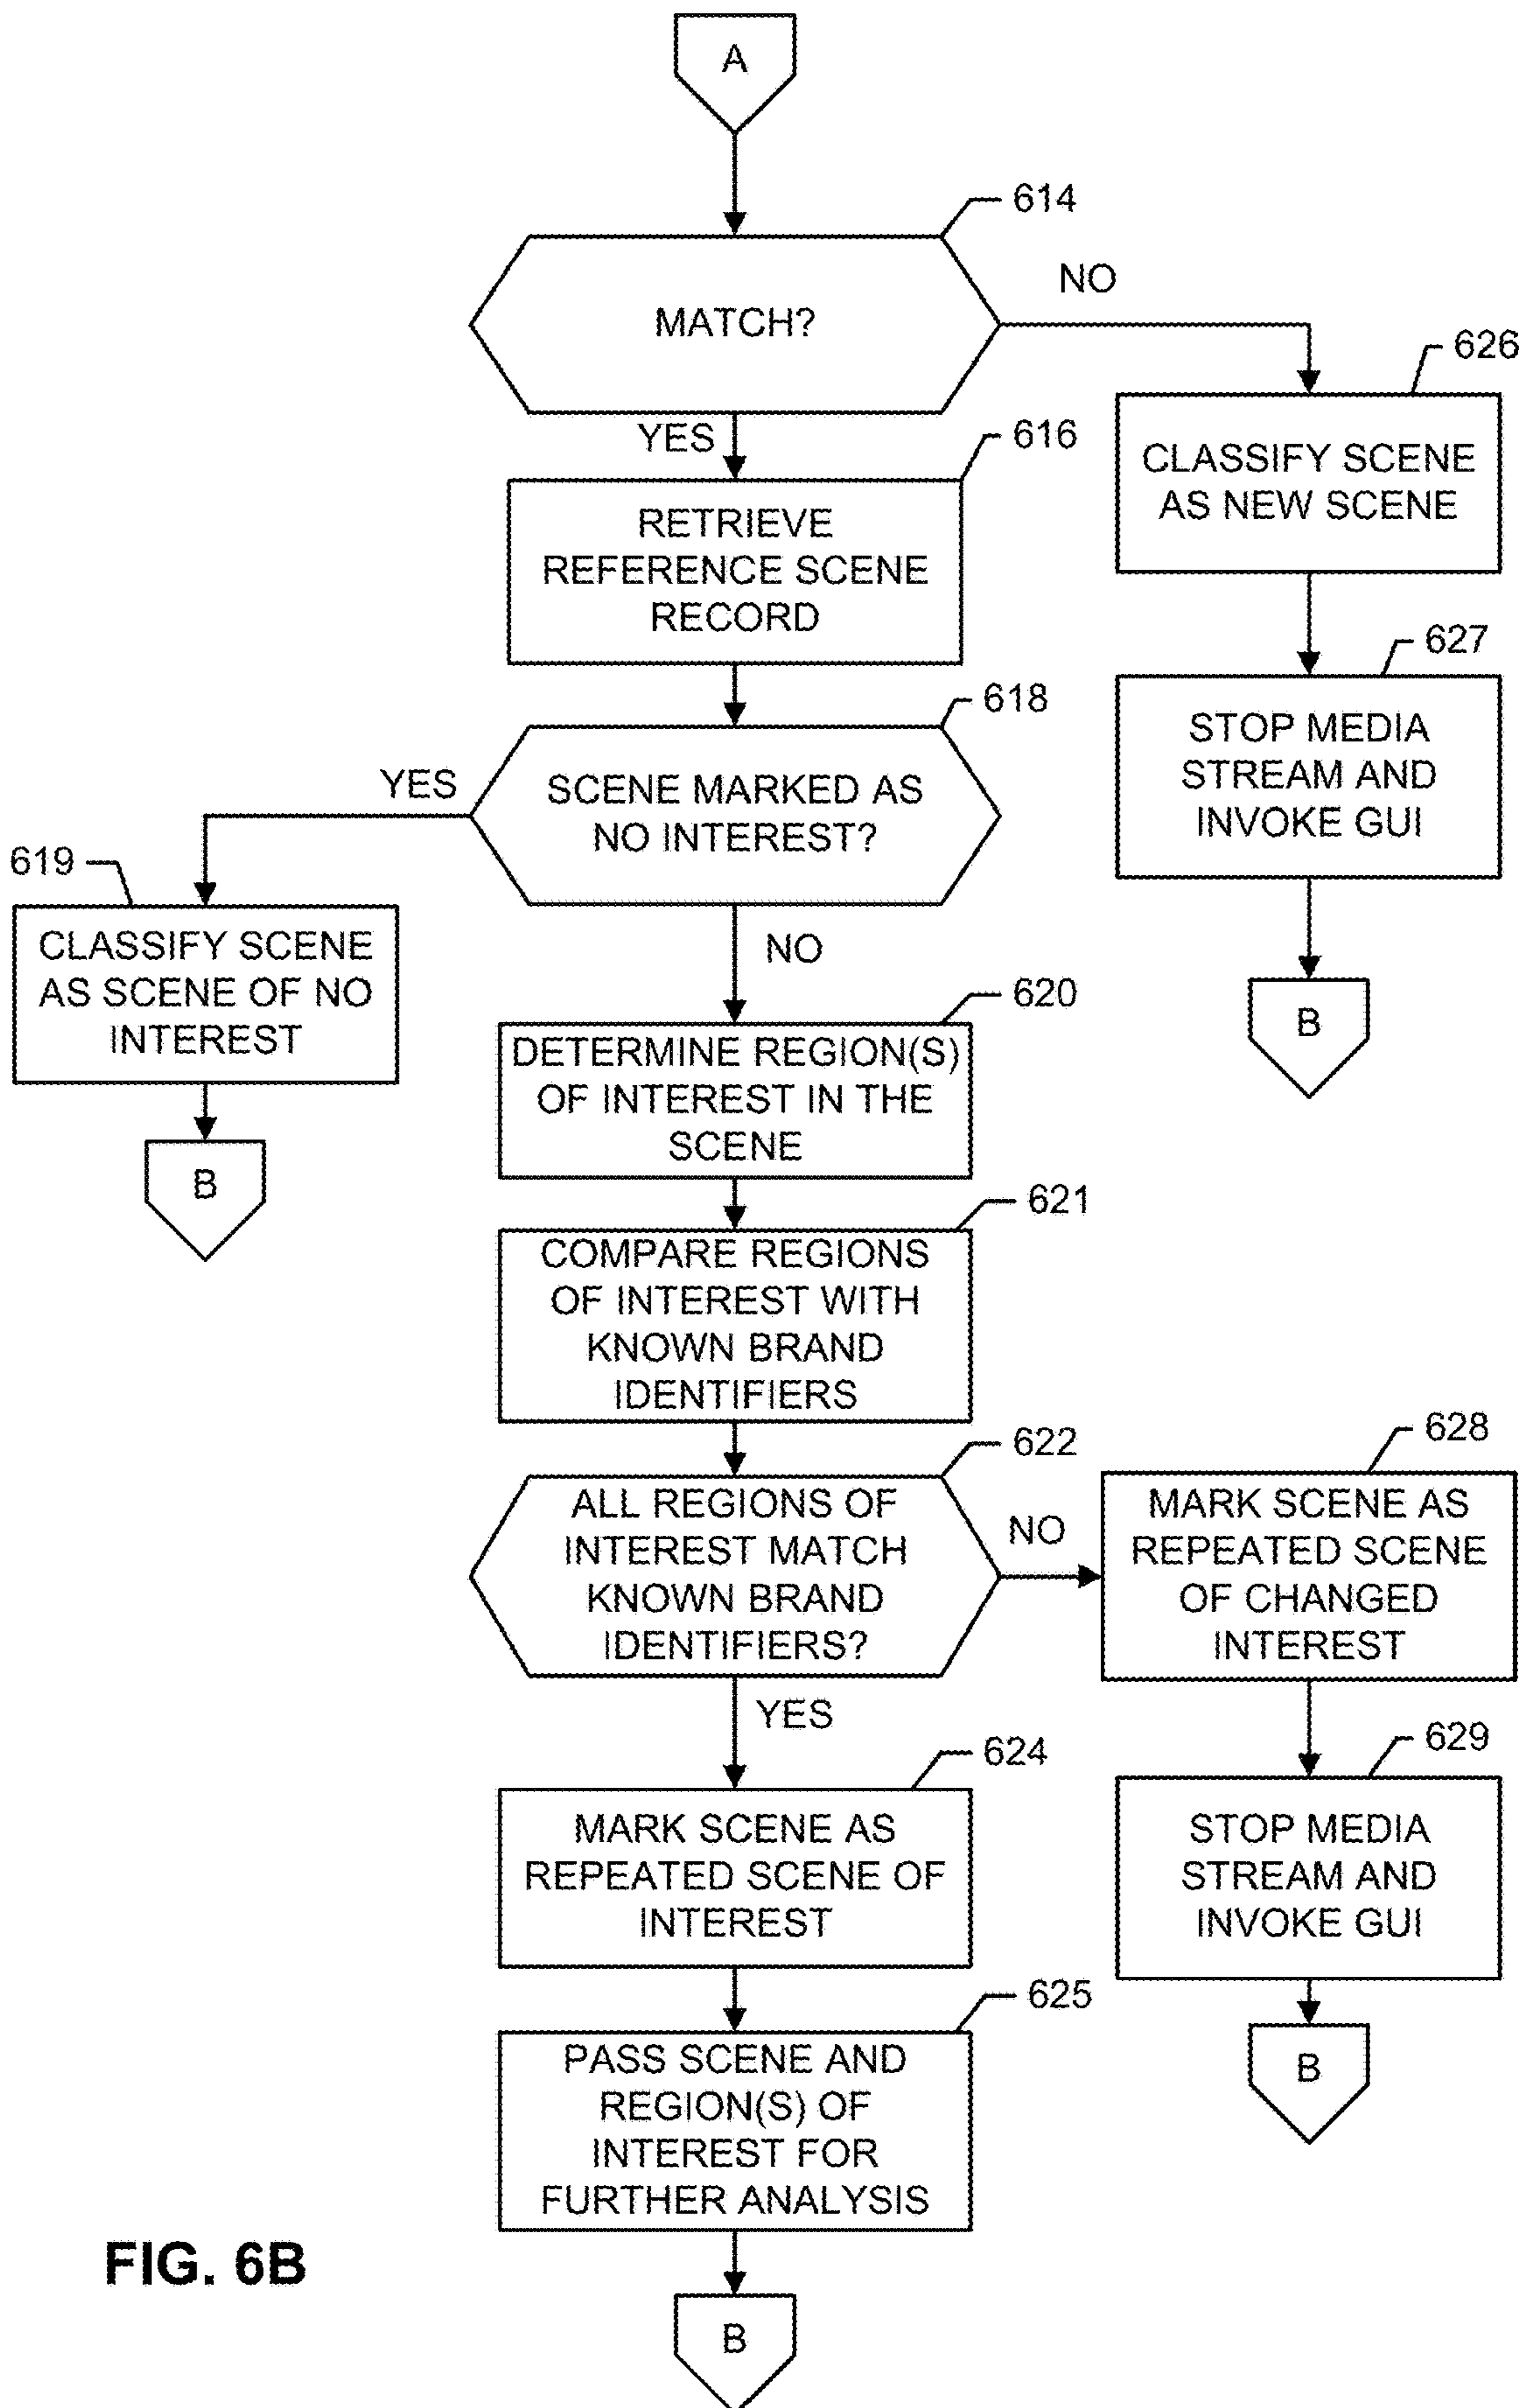 A
614
MATCH?
NO
626
CLASSIFY SCENE
AS NEW SCENE
YES
616
RETRIEVE
REFERENCE SCENE
RECORD
627
STOP MEDIA
STREAM AND
INVOKE GUI
B
618
SCENE MARKED AS
NO INTEREST?
YES
619
CLASSIFY SCENE
AS SCENE OF NO
INTEREST
B
NO
620
DETERMINE REGION(S)
OF INTEREST IN THE
SCENE
621
COMPARE REGIONS
OF INTEREST WITH
KNOWN BRAND
IDENTIFIERS
622
ALL REGIONS OF
INTEREST MATCH
KNOWN BRAND
IDENTIFIERS?
NO
628
MARK SCENE AS
REPEATED SCENE
OF CHANGED
INTEREST
629
STOP MEDIA
STREAM AND
INVOKE GUI
B
YES
624
MARK SCENE AS
REPEATED SCENE OF
INTEREST
625
PASS SCENE AND
REGION(S) OF
INTEREST FOR
FURTHER ANALYSIS
B
FIG. 6B